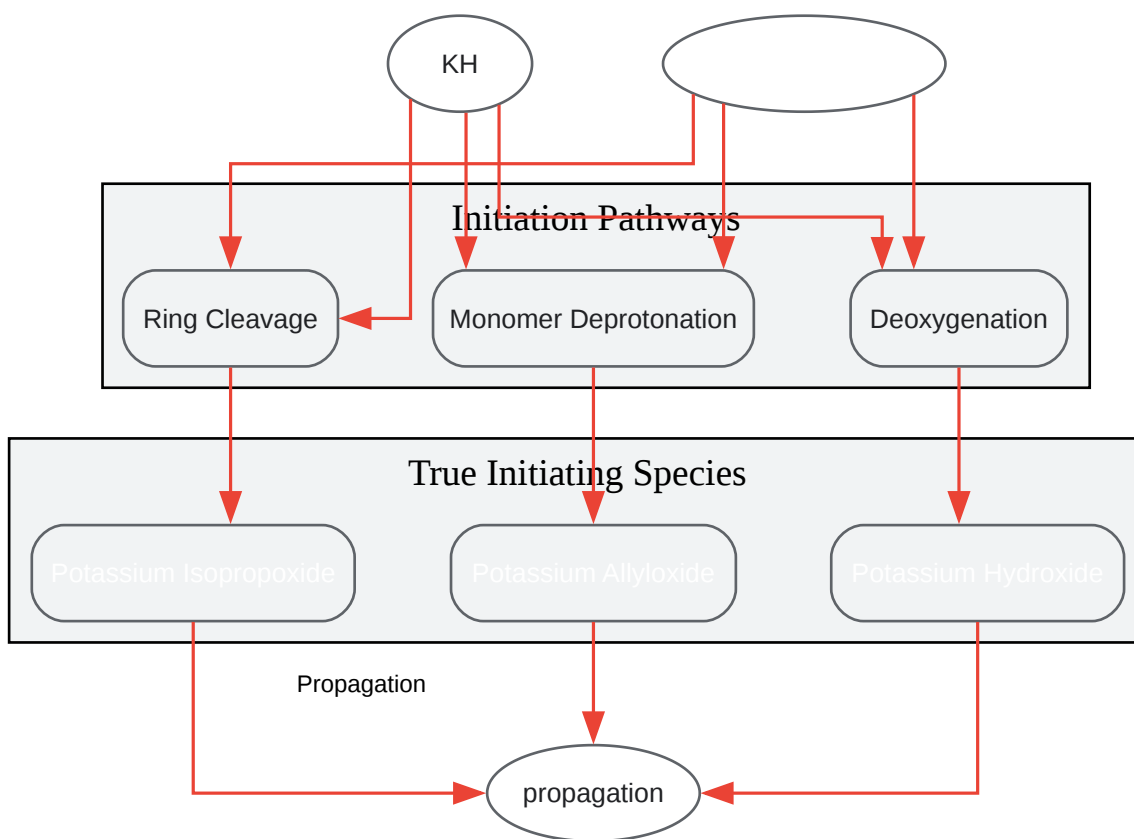 KH
Initiation Pathways
Ring Cleavage
Monomer Deprotonation
Deoxygenation
True Initiating Species
Potassium Isopropoxide
Potassium Allyloxide
Potassium Hydroxide
Propagation
propagation